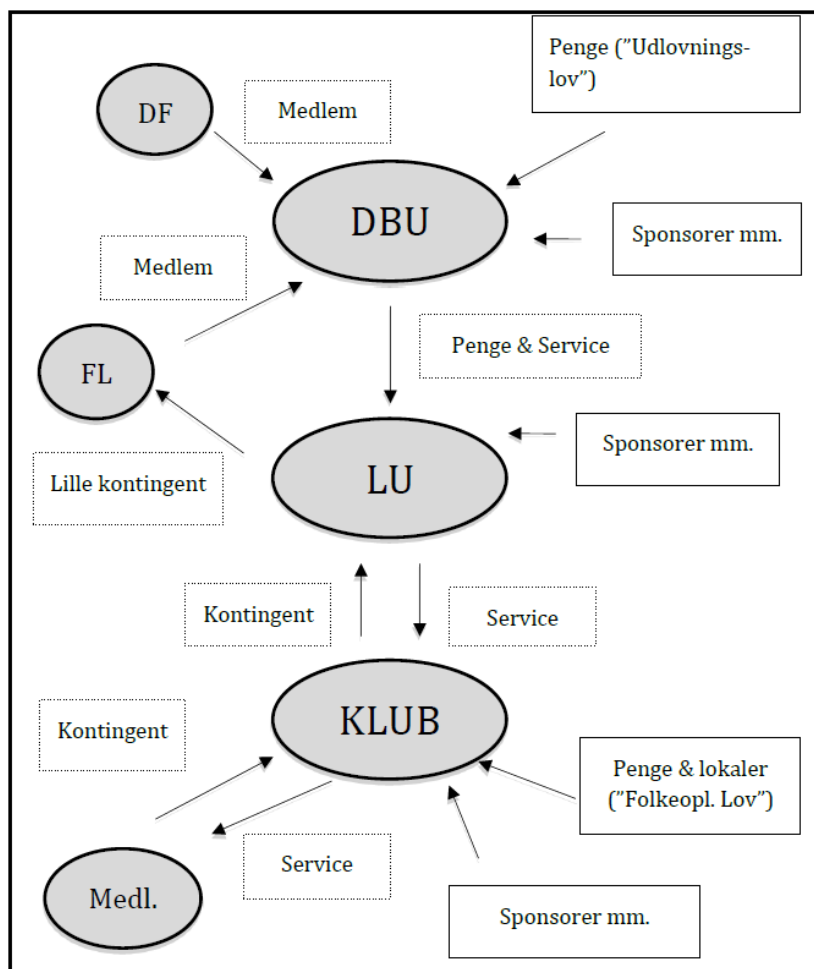 Penge ("Udlovnings-
lov")
DF
Medlem
DBU
Sponsorer mm.
Medlem
Penge & Service
FL
Sponsorer mm.
LU
Lille kontingent
Kontingent
Service
KLUB
Kontingent
Penge & lokaler
("Folkeopl. Lov")
Service
Medl.
Sponsorer mm.